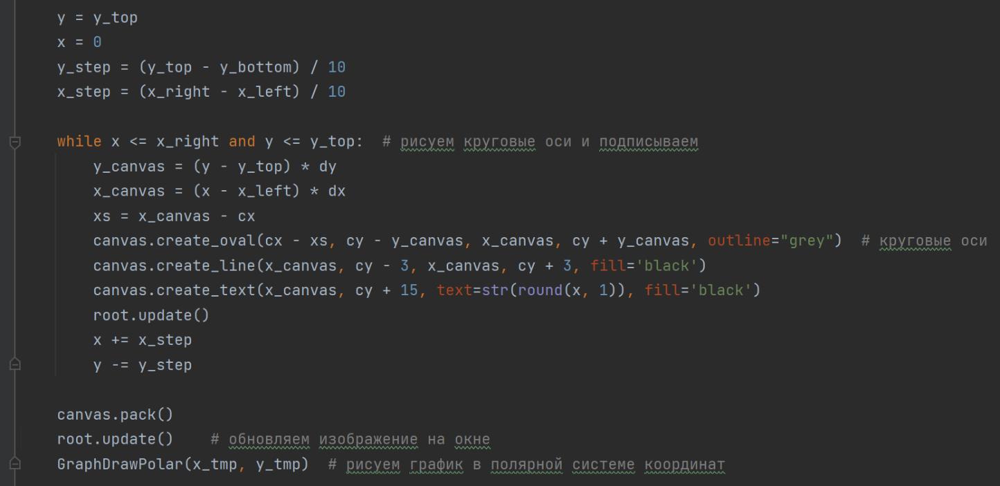 y = y_top
x = 0
y_step = (y_top - y_bottom) / 10
x_step = (x_right - x_left) / 10
while x <= x_right and y <= y_top:  # рисуем круговые оси и подписываем
    y_canvas = (y - y_top) * dy
    x_canvas = (x - x_left) * dx
    xs = x_canvas - cx
    canvas.create_oval(cx - xs, cy - y_canvas, x_canvas, cy + y_canvas, outline="grey")  # круговые оси
    canvas.create_line(x_canvas, cy - 3, x_canvas, cy + 3, fill='black')
    canvas.create_text(x_canvas, cy + 15, text=str(round(x, 1)), fill='black')
    root.update()
    x += x_step
    y -= y_step
canvas.pack()
root.update()    # обновляем изображение на окне
GraphDrawPolar(x_tmp, y_tmp)  # рисуем график в полярной системе координат